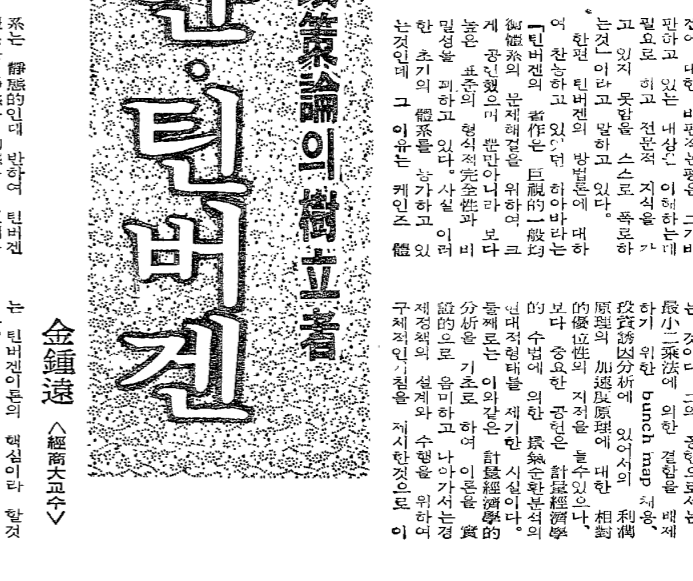 판하고 있는 대상은 이해하는데
필요로 하고 전문적 지식을 가
고 있지 못함을 스스로 폭로하
는것」이라고 말하고 있다.
한편 틴버겐의 방법론에 대하
여 찬동하고 있던 하아바라는
『틴버겐의 著作은 巨視的一般均
衡體系의 문제해결을 위하여 크
게 공헌했으며 뿐만아니라 보다
높은 표준의 형식적完全性과 비
밀성을 꾀하고 있다. 사실 이러
한 초기의 體系를 능가하고 있
는것인데 그 이유는 케인즈 體
最小二乘法에 의한 결함을 배제
하기 위한 bunch map 채용,
投資誘因分析에 있어서의 利潤
原理의 加速度原理에 대한 相對
的優位性의 지적을 들수있으나,
보다 중요한 공헌은 計量經濟學
的 수법에 의한 景氣순환분석의
현대적형태를 제기한 사실이다.
둘째로는 이와같은 計量經濟學的
分析을 기초로 하여 이론을 實
證的으로 음미하고 나아가서는경
제정책의 설계와 수행을 위하여
구체적인 지침을 제시한것으로 이
策論의 樹立者
얀·틴버겐
金鍾遠 〈經商大교수〉
系는 靜態的인대 반하여 틴버겐
는 틴버겐이론의 핵심이라 할것